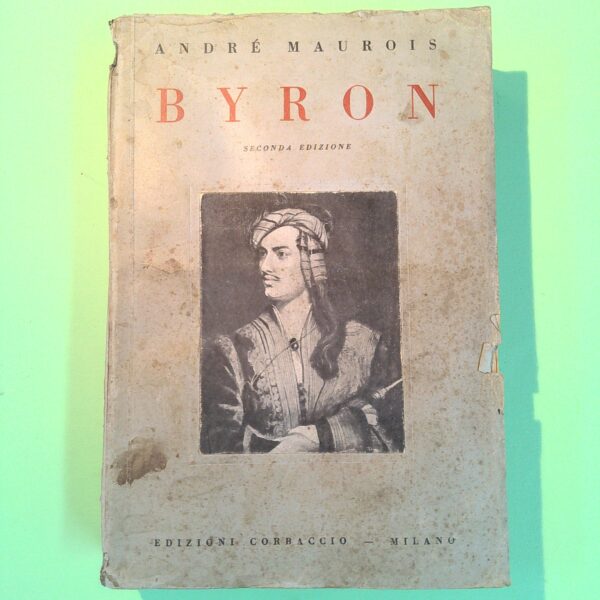 ANDRÉ MAUROIS
BYRON
SECONDA EDIZIONE
EDIZIONI CORBACCIO — MILANO